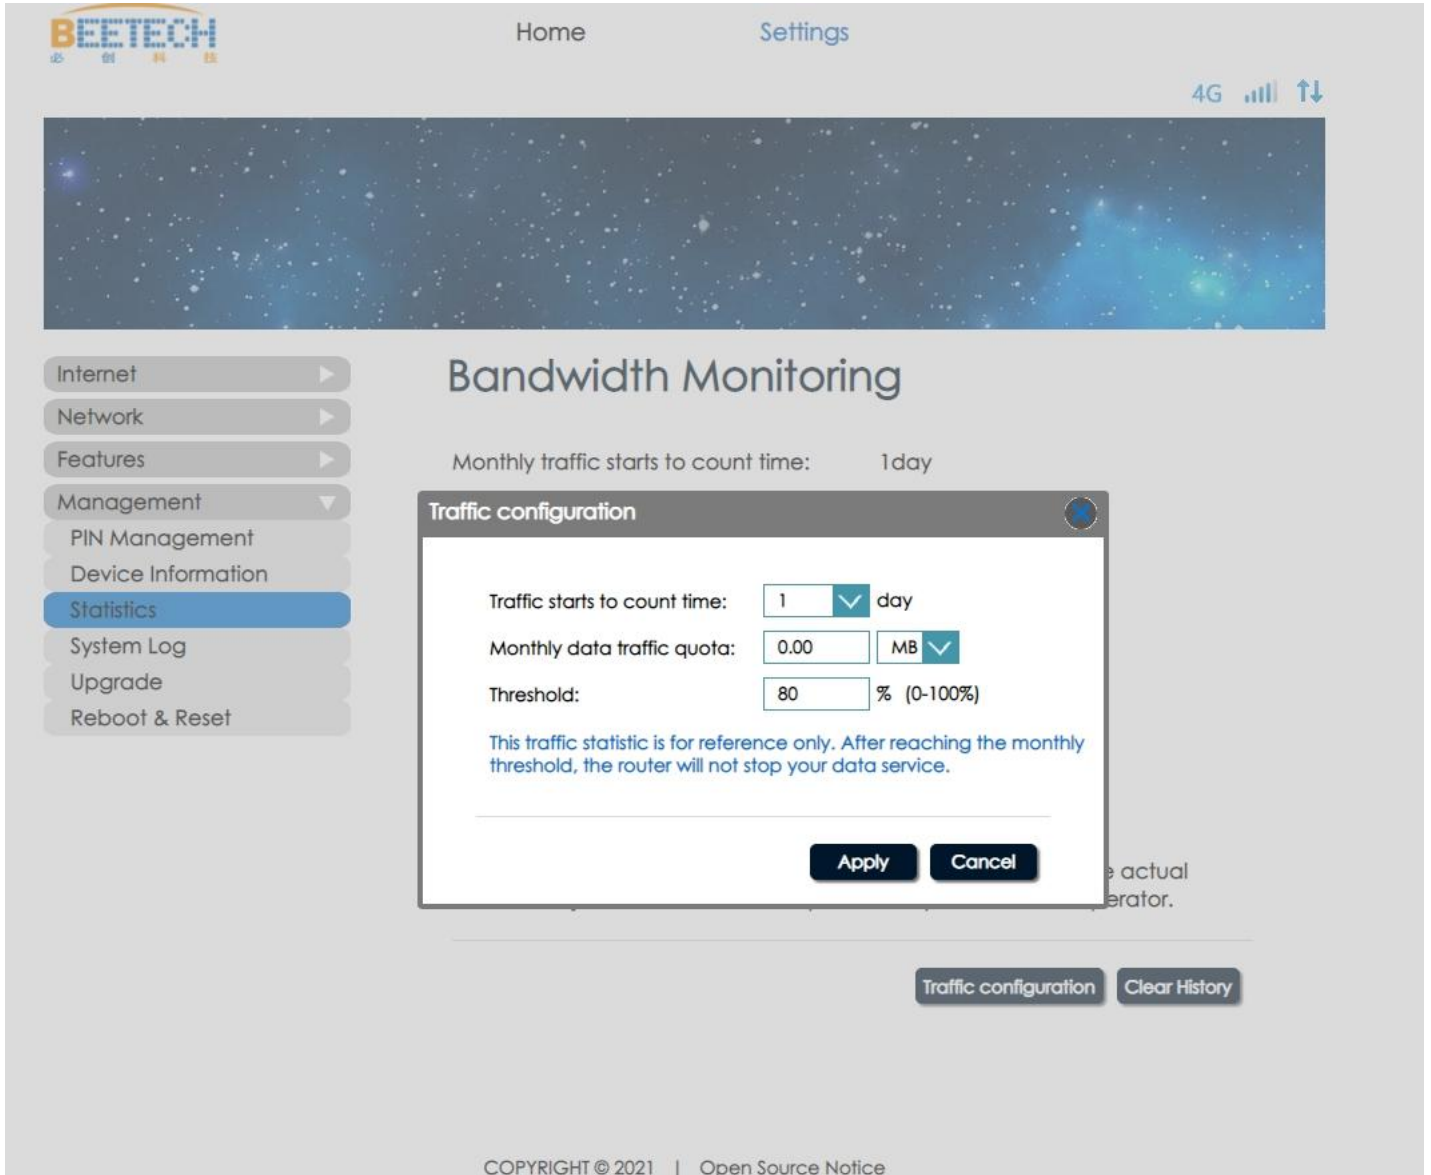 BEETECH
必创科技
Home Settings
4G
Internet
Network
Features
Management
PIN Management
Device Information
Statistics
System Log
Upgrade
Reboot & Reset
Bandwidth Monitoring
Monthly traffic starts to count time: 1day
Traffic configuration
Traffic starts to count time: 1 day
Monthly data traffic quota: 0.00 MB
Threshold: 80 % (0-100%)
This traffic statistic is for reference only. After reaching the monthly
threshold, the router will not stop your data service.
Apply Cancel
actual
Traffic configuration Clear History
COPYRIGHT © 2021 | Open Source Notice